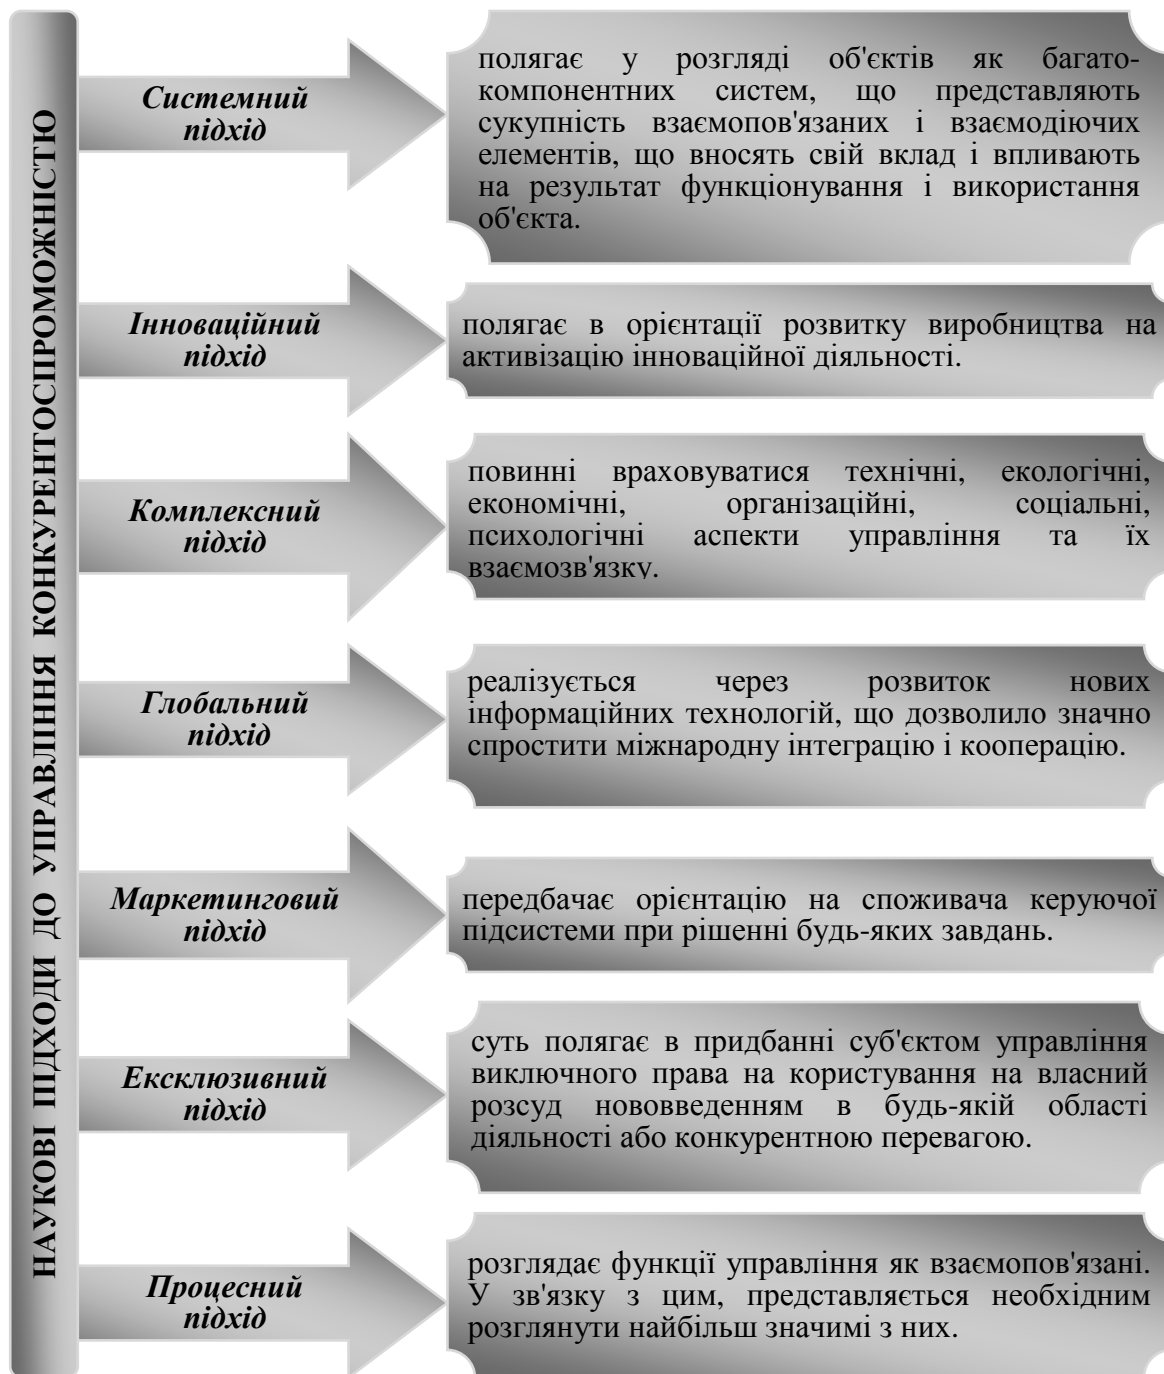 НАУКОВІ ПІДХОДИ ДО УПРАВЛІННЯ КОНКУРЕНТОСПРОМОЖНІСТЮ
Системний
підхід
полягає у розгляді об'єктів як багато-
компонентних систем, що представляють
сукупність взаємопов'язаних і взаємодіючих
елементів, що вносять свій вклад і впливають
на результат функціонування і використання
об'єкта.
Інноваційний
підхід
полягає в орієнтації розвитку виробництва на
активізацію інноваційної діяльності.
Комплексний
підхід
повинні враховуватися технічні, екологічні,
економічні, організаційні, соціальні,
психологічні аспекти управління та їх
взаємозв'язку.
Глобальний
підхід
реалізується через розвиток нових
інформаційних технологій, що дозволило значно
спростити міжнародну інтеграцію і кооперацію.
Маркетинговий
підхід
передбачає орієнтацію на споживача керуючої
підсистеми при рішенні будь-яких завдань.
Ексклюзивний
підхід
суть полягає в придбанні суб'єктом управління
виключного права на користування на власний
розсуд нововведенням в будь-якій області
діяльності або конкурентною перевагою.
Процесний
підхід
розглядає функції управління як взаємопов'язані.
У зв'язку з цим, представляється необхідним
розглянути найбільш значимі з них.